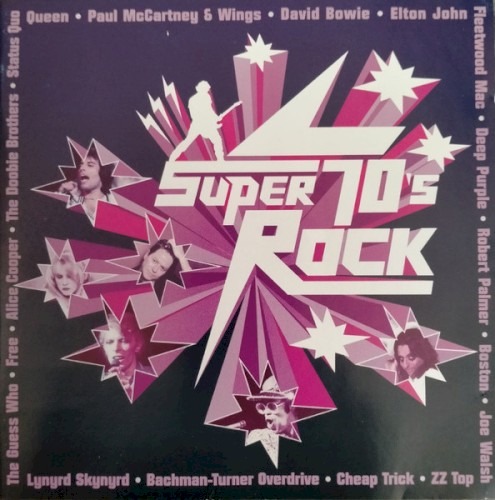 Queen • Paul McCartney & Wings • David Bowie • Elton John
Fleetwood Mac • Deep Purple • Robert Palmer • Boston • Joe Walsh
The Guess Who • Free • Alice Cooper • The Doobie Brothers • Status Quo
SUPER 70's
ROCK
Lynyrd Skynyrd • Bachman-Turner Overdrive • Cheap Trick • ZZ Top